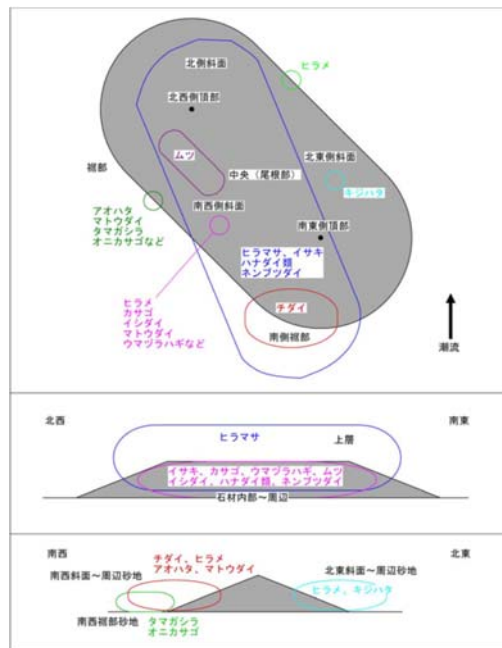 ヒラメ
北側斜面
北西側頂部
北東側斜面
ムツ
中央（尾根部）
キジハタ
裾部
南西側斜面
アオハタ
マトウダイ
タマガシラ
オニカサゴなど
南東側頂部
ヒラマサ、イサキ
ハナダイ類
ネンブツダイ
ヒラメ
カサゴ
イシダイ
マトウダイ
ウマヅラハギなど
チダイ
南側裾部
潮流
北西
南東
ヒラマサ
上層
イサキ、カサゴ、ウマヅラハギ、ムツ
イシダイ、ハナダイ類、ネンブツダイ
石材内部～周辺
南西
北東
チダイ、ヒラメ
アオハタ、マトウダイ
南西斜面～周辺砂地
北東斜面～周辺砂地
ヒラメ、キジハタ
南西裾部砂地
タマガシラ
オニカサゴ